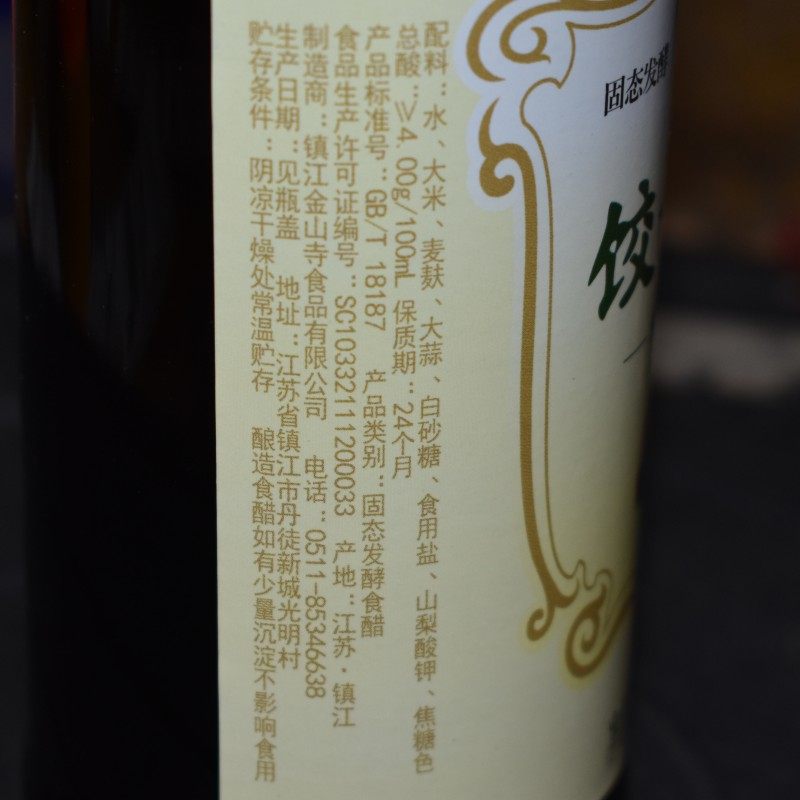 配料：水、大米、麦麸、大蒜、白砂糖、食用盐、山梨酸钾、焦糖色
总酸：≥4.00g/100mL 保质期：24个月
产品标准号：GB/T 18187 产品类别：固态发酵食醋
食品生产许可证编号：SC10332111200033 产地：江苏·镇江
制造商：镇江金山寺食品有限公司 电话：0511-85346638
生产日期：见瓶盖 地址：江苏省镇江市丹徒新城光明村
贮存条件：阴凉干燥处常温贮存 酿造食醋如有少量沉淀不影响食用
固态发酵
饺